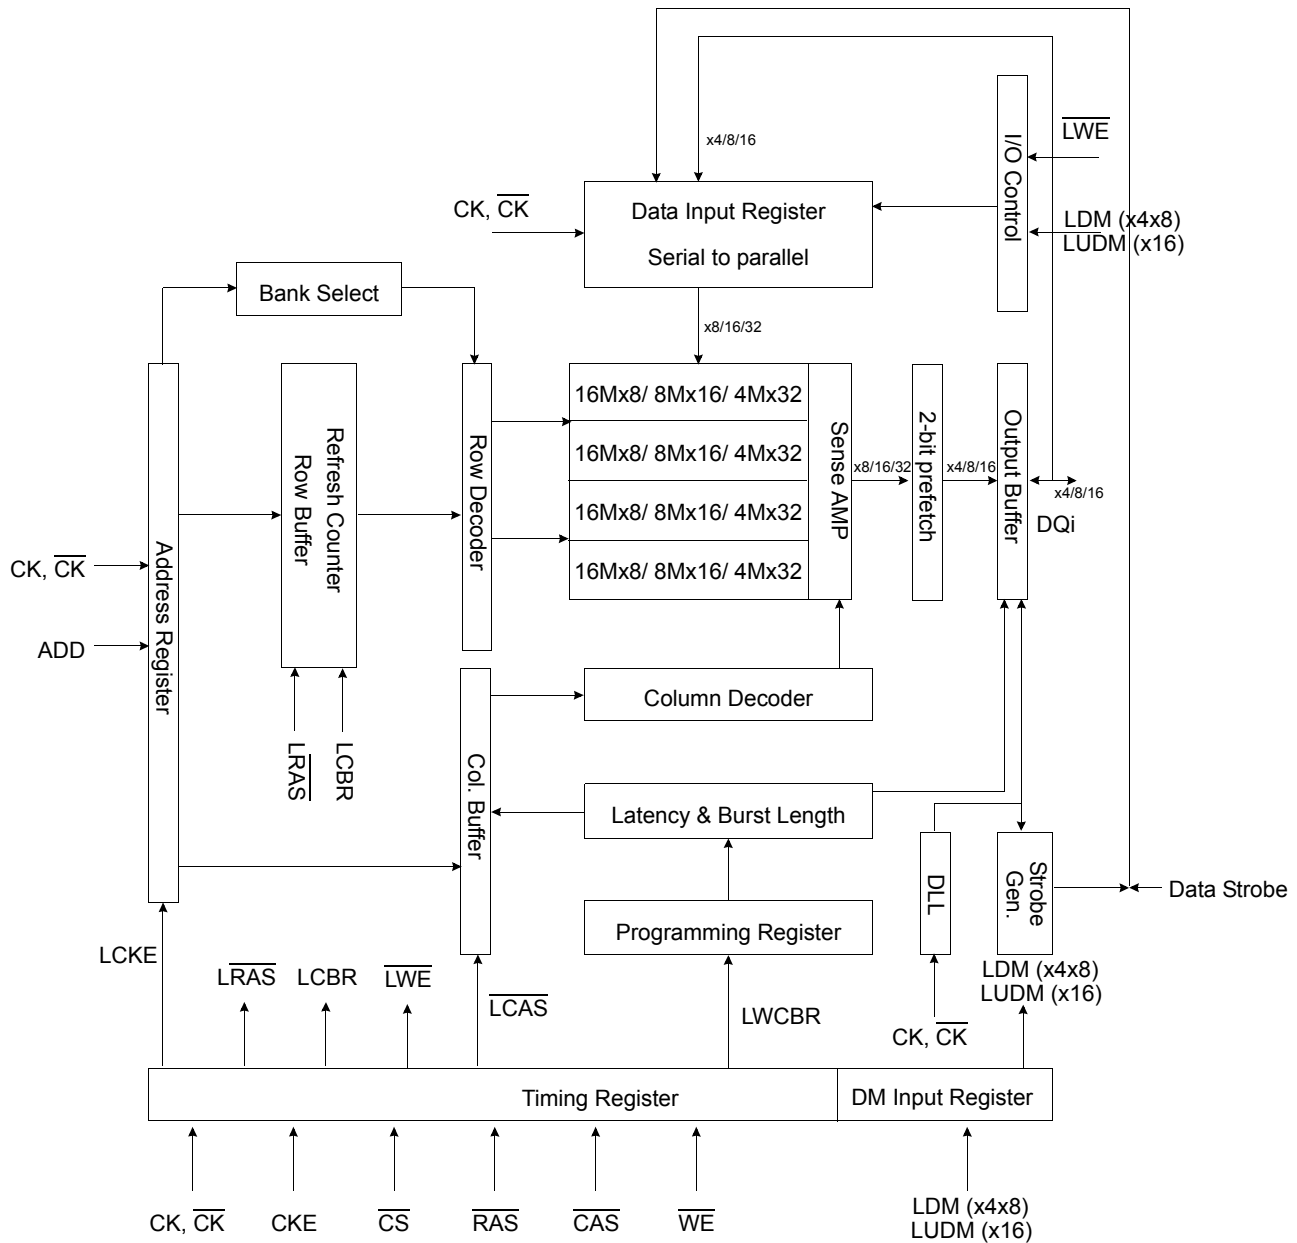 x4/8/16
LWE
I/O Control
CK, CK
Data Input Register
Serial to parallel
LDM (x4x8)
LUDM (x16)
Bank Select
x8/16/32
Address Register
Refresh Counter
Row Buffer
Row Decoder
16Mx8/ 8Mx16/ 4Mx32
16Mx8/ 8Mx16/ 4Mx32
16Mx8/ 8Mx16/ 4Mx32
16Mx8/ 8Mx16/ 4Mx32
Sense AMP
x8/16/32
2-bit prefetch
x4/8/16
Output Buffer
x4/8/16
DQi
CK, CK
ADD
LRAS
LCBR
Col. Buffer
Column Decoder
Latency & Burst Length
Programming Register
DLL
Strobe
Gen.
Data Strobe
LCKE
LRAS
LCBR
LWE
LCAS
LWCBR
CK, CK
LDM (x4x8)
LUDM (x16)
Timing Register
DM Input Register
CK, CK
CKE
CS
RAS
CAS
WE
LDM (x4x8)
LUDM (x16)